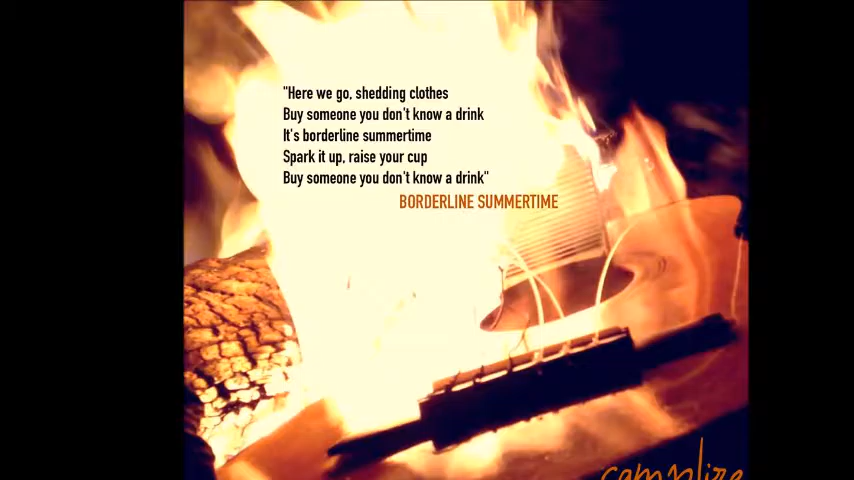 "Here we go, shedding clothes
Buy someone you don't know a drink
It's borderline summertime
Spark it up, raise your cup
Buy someone you don't know a drink"
BORDERLINE SUMMERTIME